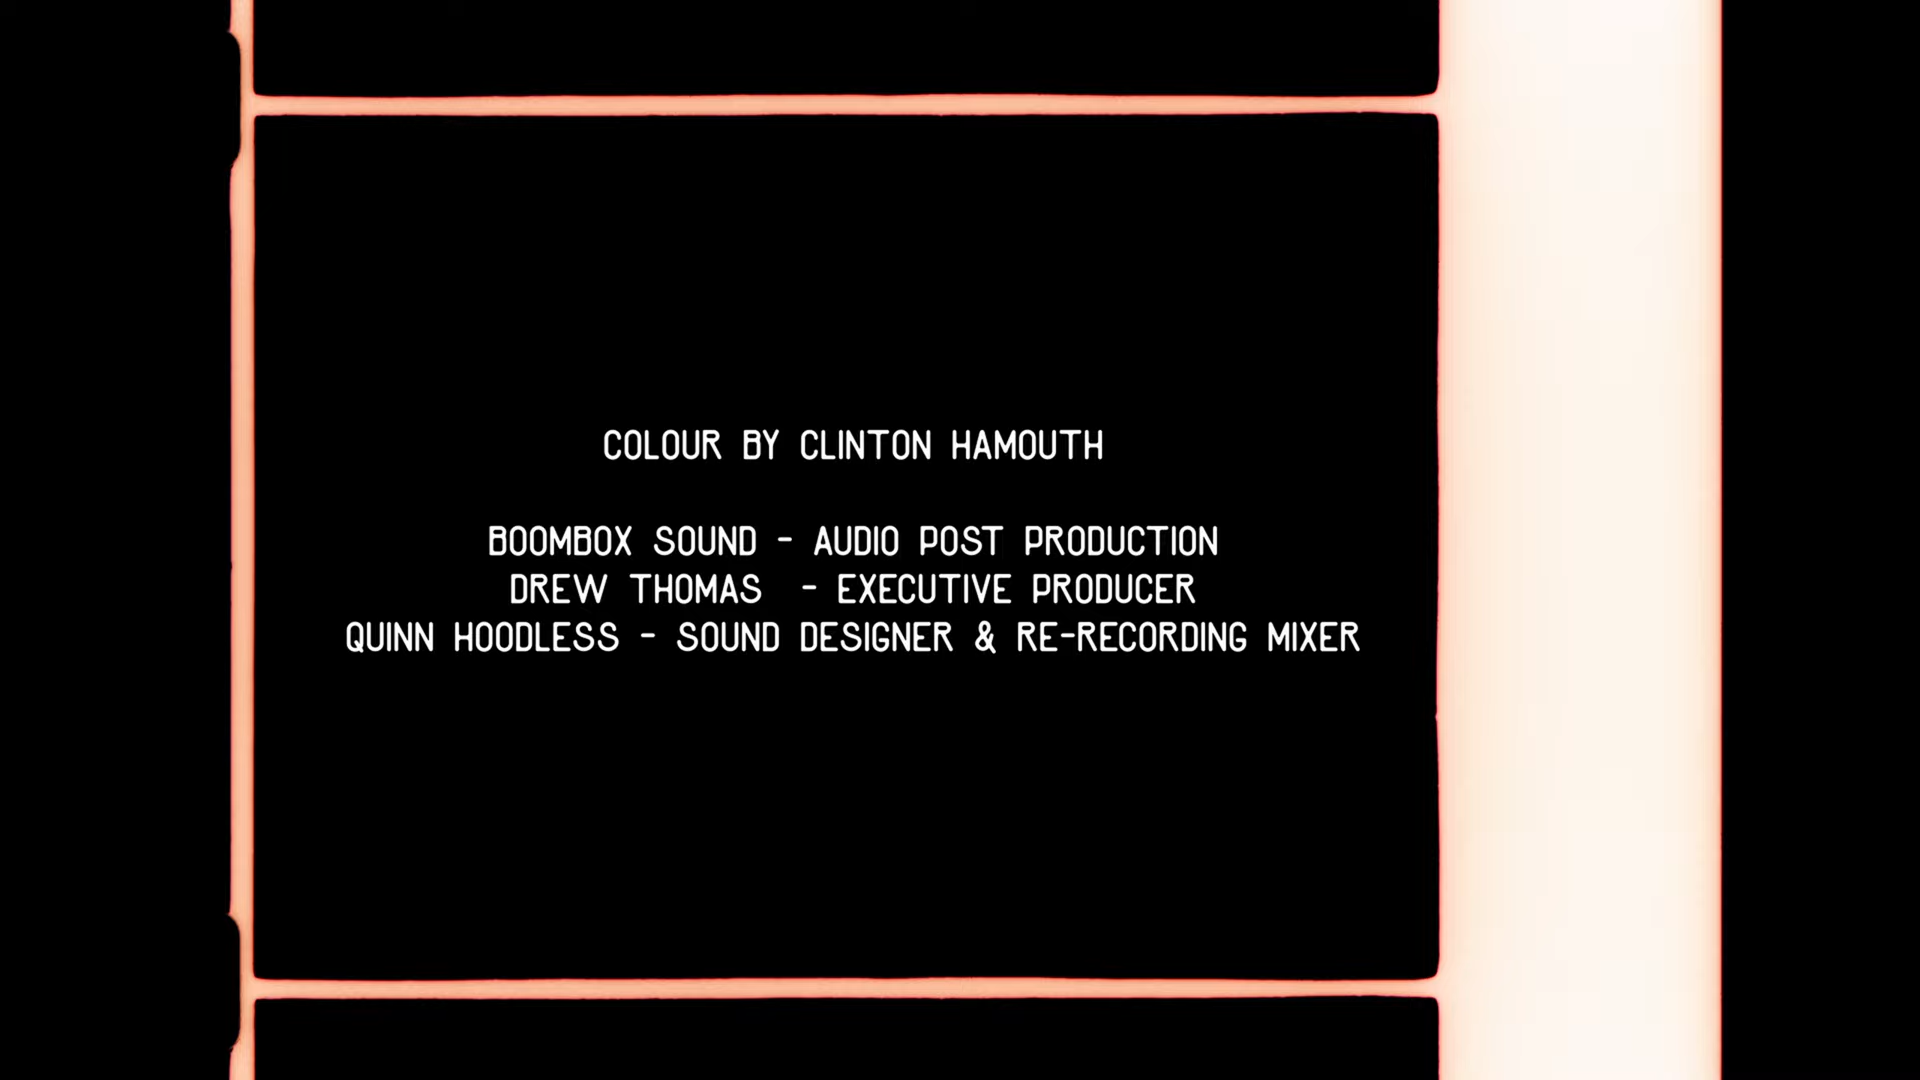 COLOUR BY CLINTON HAMOUTH
BOOMBOX SOUND - AUDIO POST PRODUCTION
DREW THOMAS - EXECUTIVE PRODUCER
QUINN HOODLESS - SOUND DESIGNER & RE-RECORDING MIXER